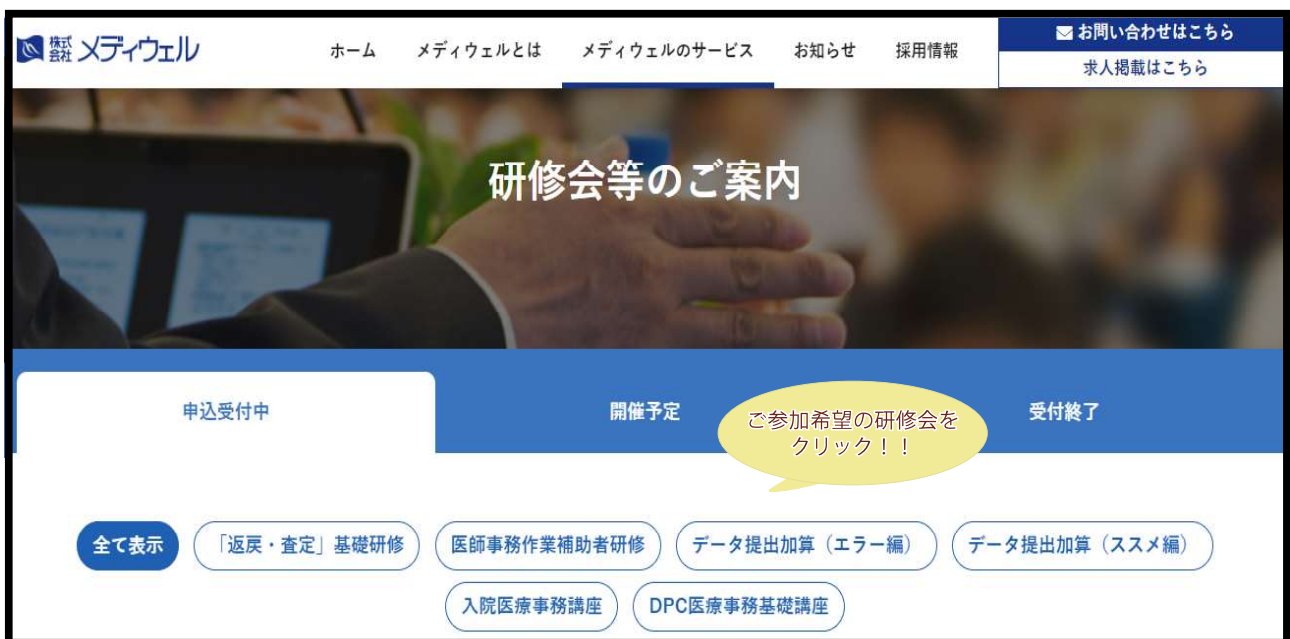 株式会社 メディウェル
ホーム
メディウェルとは
メディウェルのサービス
お知らせ
採用情報
お問い合わせはこちら
求人掲載はこちら
研修会等のご案内
申込受付中
開催予定
受付終了
ご参加希望の研修会を
クリック!!
全て表示
「返戻・査定」基礎研修
医師事務作業補助者研修
データ提出加算(エラー編)
データ提出加算(ススメ編)
入院医療事務講座
DPC医療事務基礎講座